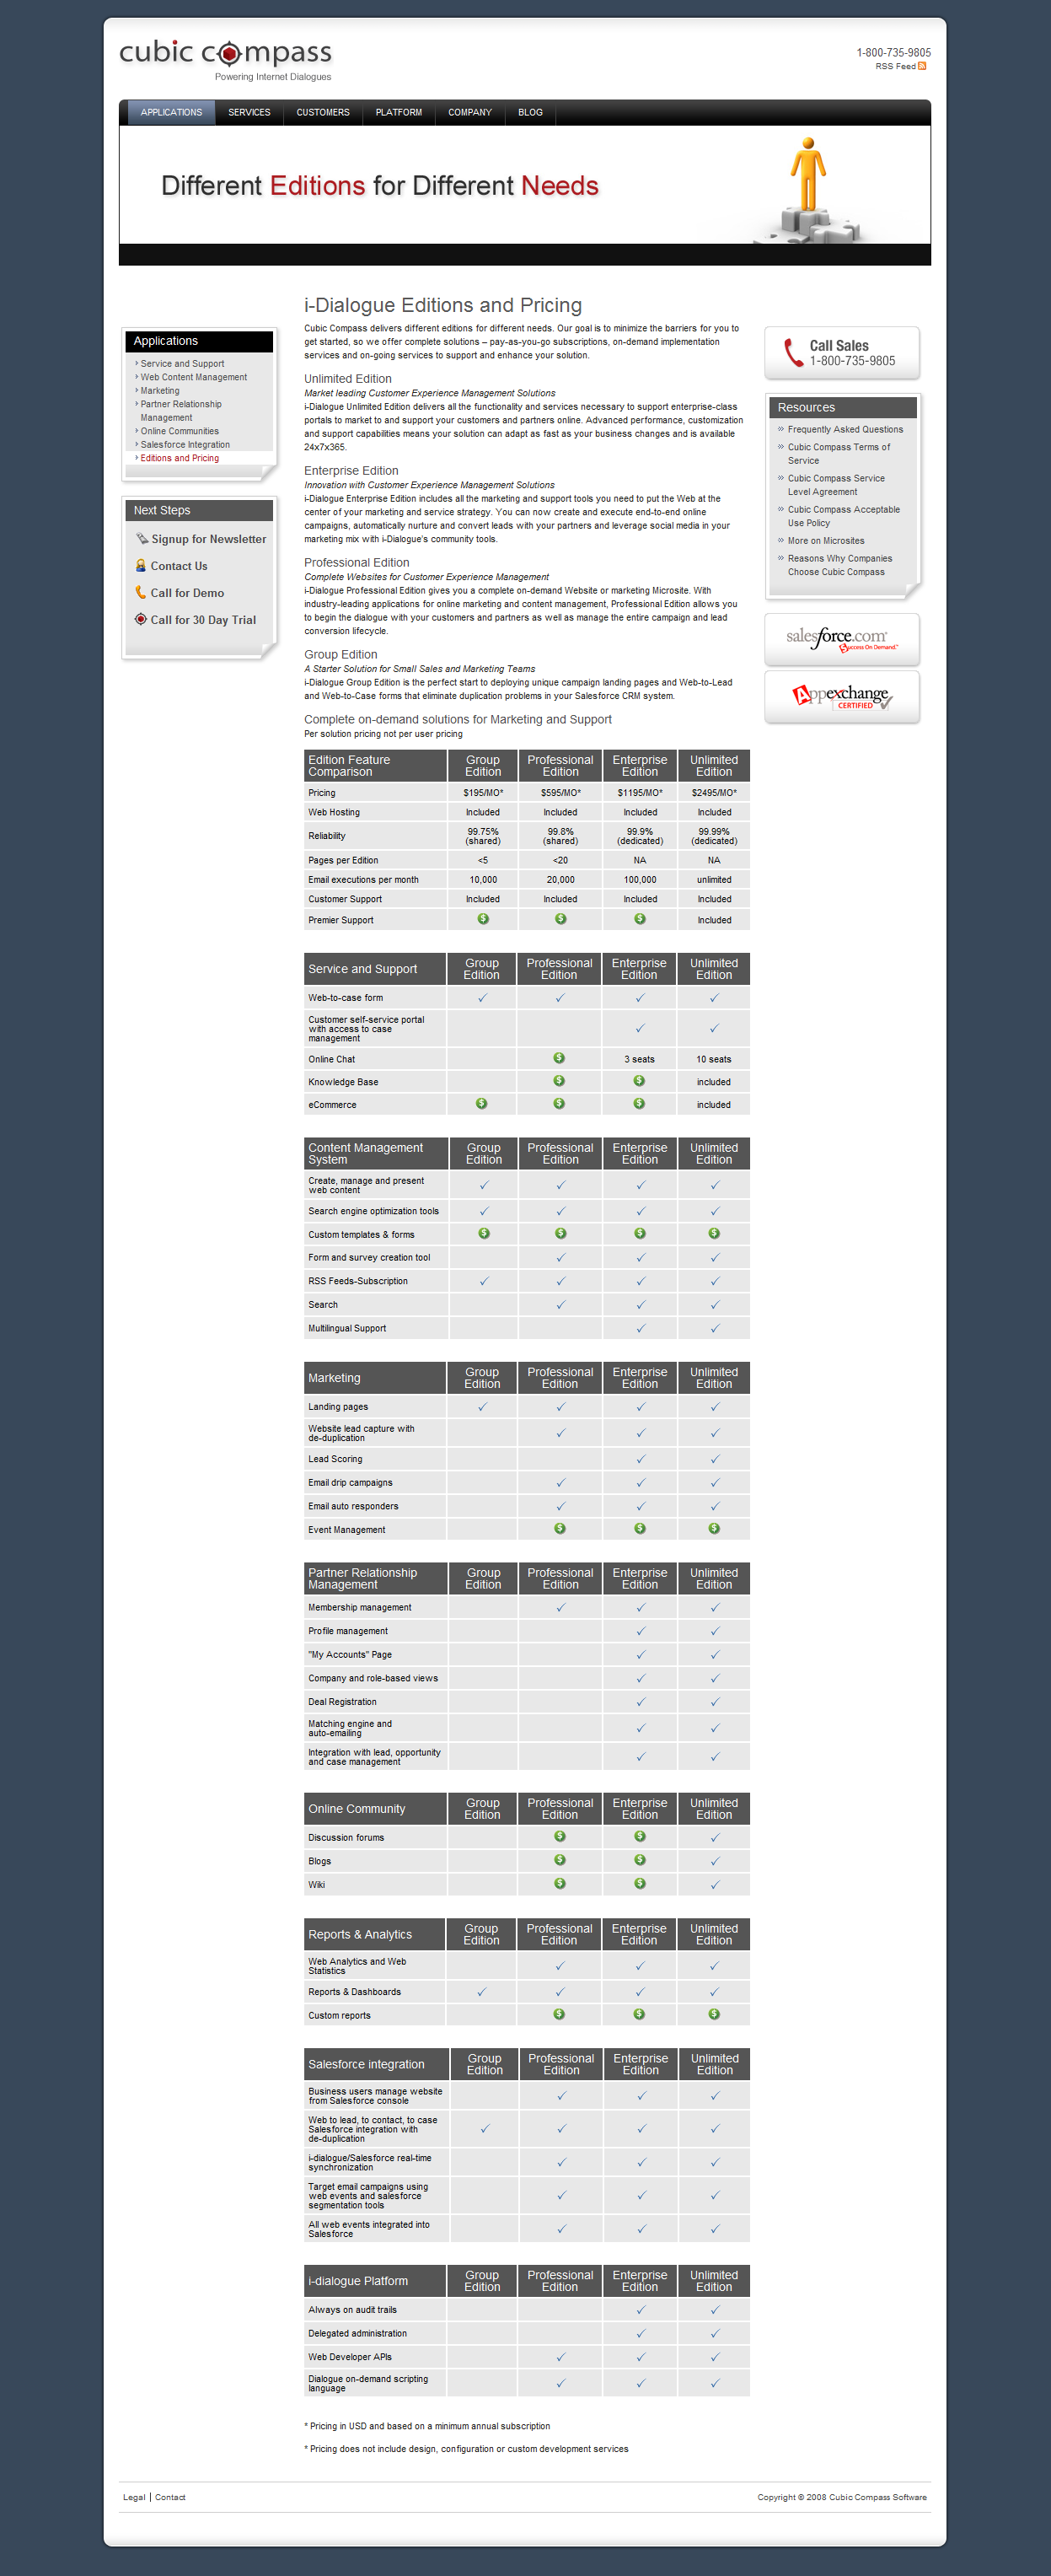 cubic compass
Powering Internet Dialogues
1-800-735-9805
RSS Feed
APPLICATIONS SERVICES CUSTOMERS PLATFORM COMPANY BLOG
Different Editions for Different Needs
Applications
Service and Support
Web Content Management
Marketing
Partner Relationship
Management
Online Communities
Salesforce Integration
Editions and Pricing
Next Steps
Signup for Newsletter
Contact Us
Call for Demo
Call for 30 Day Trial
i-Dialogue Editions and Pricing
Cubic Compass delivers different editions for different needs. Our goal is to minimize the barriers for you to
get started, so we offer complete solutions – pay-as-you-go subscriptions, on-demand implementation
services and on-going services to support and enhance your solution.
Unlimited Edition
Market leading Customer Experience Management Solutions
i-Dialogue Unlimited Edition delivers all the functionality and services necessary to support enterprise-class
portals to market to and support your customers and partners online. Advanced performance, customization
and support capabilities means your solution can adapt as fast as your business changes and is available
24x7x365.
Enterprise Edition
Innovation with Customer Experience Management Solutions
i-Dialogue Enterprise Edition includes all the marketing and support tools you need to put the Web at the
center of your marketing and service strategy. You can now create and execute end-to-end online
campaigns, automatically nurture and convert leads with your partners and leverage social media in your
marketing mix with i-Dialogue's community tools.
Professional Edition
Complete Websites for Customer Experience Management
i-Dialogue Professional Edition gives you a complete on-demand Website or marketing Microsite. With
industry-leading applications for online marketing and content management, Professional Edition allows you
to begin the dialogue with your customers and partners as well as manage the entire campaign and lead
conversion lifecycle.
Group Edition
A Starter Solution for Small Sales and Marketing Teams
i-Dialogue Group Edition is the perfect start to deploying unique campaign landing pages and Web-to-Lead
and Web-to-Case forms that eliminate duplication problems in your Salesforce CRM system.
Complete on-demand solutions for Marketing and Support
Per solution pricing not per user pricing
Call Sales
1-800-735-9805
Resources
Frequently Asked Questions
Cubic Compass Terms of
Service
Cubic Compass Service
Level Agreement
Cubic Compass Acceptable
Use Policy
More on Microsites
Reasons Why Companies
Choose Cubic Compass
salesforce.com
Success On Demand.™
Appexchange
CERTIFIED
Edition Feature Group Professional Enterprise Unlimited
Comparison Edition Edition Edition Edition
Pricing $195/MO* $595/MO* $1195/MO* $2495/MO*
Web Hosting Included Included Included Included
Reliability 99.75% 99.8% 99.9% 99.99%
(shared) (shared) (dedicated) (dedicated)
Pages per Edition <5 <20 NA NA
Email executions per month 10,000 20,000 100,000 unlimited
Customer Support Included Included Included Included
Premier Support $ $ $ Included
Service and Support Group Professional Enterprise Unlimited
Edition Edition Edition Edition
Web-to-case form ✓ ✓ ✓ ✓
Customer self-service portal
with access to case ✓ ✓
management
Online Chat $ 3 seats 10 seats
Knowledge Base $ $ included
eCommerce $ $ $ included
Content Management Group Professional Enterprise Unlimited
System Edition Edition Edition Edition
Create, manage and present ✓ ✓ ✓ ✓
web content
Search engine optimization tools ✓ ✓ ✓ ✓
Custom templates & forms $ $ $ $
Form and survey creation tool ✓ ✓ ✓
RSS Feeds-Subscription ✓ ✓ ✓ ✓
Search ✓ ✓ ✓
Multilingual Support ✓ ✓
Marketing Group Professional Enterprise Unlimited
Edition Edition Edition Edition
Landing pages ✓ ✓ ✓ ✓
Website lead capture with ✓ ✓ ✓
de-duplication
Lead Scoring ✓ ✓
Email drip campaigns ✓ ✓ ✓
Email auto responders ✓ ✓ ✓
Event Management $ $ $
Partner Relationship Group Professional Enterprise Unlimited
Management Edition Edition Edition Edition
Membership management ✓ ✓ ✓
Profile management ✓ ✓
"My Accounts" Page ✓ ✓
Company and role-based views ✓ ✓
Deal Registration ✓ ✓
Matching engine and ✓ ✓
auto-emailing
Integration with lead, opportunity ✓ ✓
and case management
Online Community Group Professional Enterprise Unlimited
Edition Edition Edition Edition
Discussion forums $ $ ✓
Blogs $ $ ✓
Wiki $ $ ✓
Reports & Analytics Group Professional Enterprise Unlimited
Edition Edition Edition Edition
Web Analytics and Web ✓ ✓ ✓
Statistics
Reports & Dashboards ✓ ✓ ✓ ✓
Custom reports $ $ $
Salesforce integration Group Professional Enterprise Unlimited
Edition Edition Edition Edition
Business users manage website ✓ ✓ ✓
from Salesforce console
Web to lead, to contact, to case
Salesforce integration with ✓ ✓ ✓ ✓
de-duplication
i-dialogue/Salesforce real-time ✓ ✓ ✓
synchronization
Target email campaigns using
web events and salesforce ✓ ✓ ✓
segmentation tools
All web events integrated into ✓ ✓ ✓
Salesforce
i-dialogue Platform Group Professional Enterprise Unlimited
Edition Edition Edition Edition
Always on audit trails ✓ ✓
Delegated administration ✓ ✓
Web Developer APIs ✓ ✓ ✓
Dialogue on-demand scripting ✓ ✓ ✓
language
* Pricing in USD and based on a minimum annual subscription
* Pricing does not include design, configuration or custom development services
Legal | Contact
Copyright © 2008 Cubic Compass Software